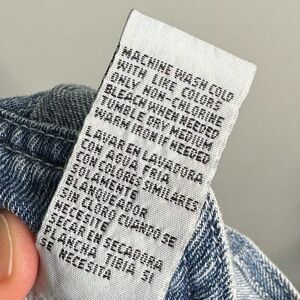 MACHINE WASH COLD
WITH LIKE COLORS
ONLY NON-CHLORINE
BLEACH WHEN NEEDED
TUMBLE DRY MEDIUM
WARM IRON IF NEEDED
LAVAR EN LAVADORA
CON AGUA FRIA
CON COLORES SIMILARES
SOLAMENTE
BLANQUEADOR
SIN CLORO CUANDO SE
NECESITE
SECAR EN SECADORA
PLANCHA TIBIA SI
SE NECESITA